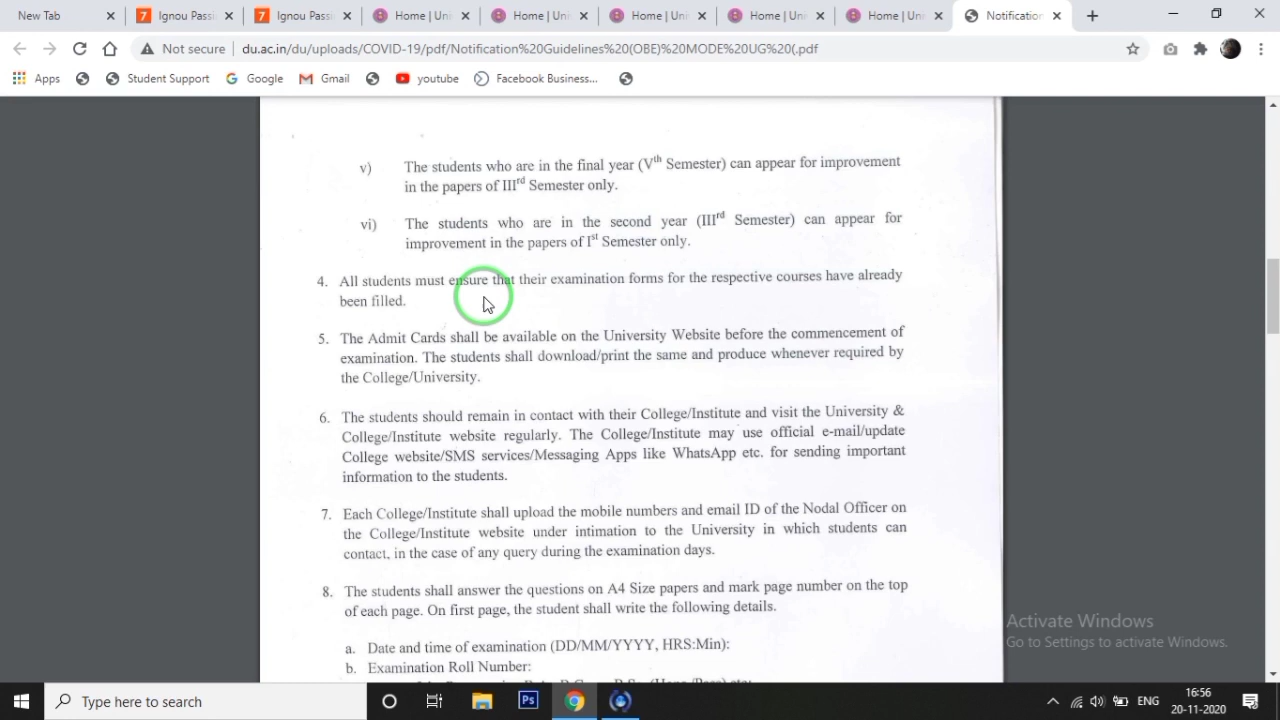 New Tab
Ignou Passi
Ignou Passi
Home | Uni
Home | Uni
Home | Uni
Home | Uni
Home | Uni
Notification
Not secure | du.ac.in/du/uploads/COVID-19/pdf/Notification%20Guidelines%20(OBE)%20MODE%20UG%20(.pdf
Apps
Student Support
Google
Gmail
youtube
Facebook Business...
v) The students who are in the final year (Vth Semester) can appear for improvement
in the papers of IIIrd Semester only.
vi) The students who are in the second year (IIIrd Semester) can appear for
improvement in the papers of Ist Semester only.
4. All students must ensure that their examination forms for the respective courses have already
been filled.
5. The Admit Cards shall be available on the University Website before the commencement of
examination. The students shall download/print the same and produce whenever required by
the College/University.
6. The students should remain in contact with their College/Institute and visit the University &
College/Institute website regularly. The College/Institute may use official e-mail/update
College website/SMS services/Messaging Apps like WhatsApp etc. for sending important
information to the students.
7. Each College/Institute shall upload the mobile numbers and email ID of the Nodal Officer on
the College/Institute website under intimation to the University in which students can
contact, in the case of any query during the examination days.
8. The students shall answer the questions on A4 Size papers and mark page number on the top
of each page. On first page, the student shall write the following details.
a. Date and time of examination (DD/MM/YYYY, HRS:Min):
b. Examination Roll Number:
Activate Windows
Go to Settings to activate Windows.
Type here to search
Ps
ENG
16:56
20-11-2020